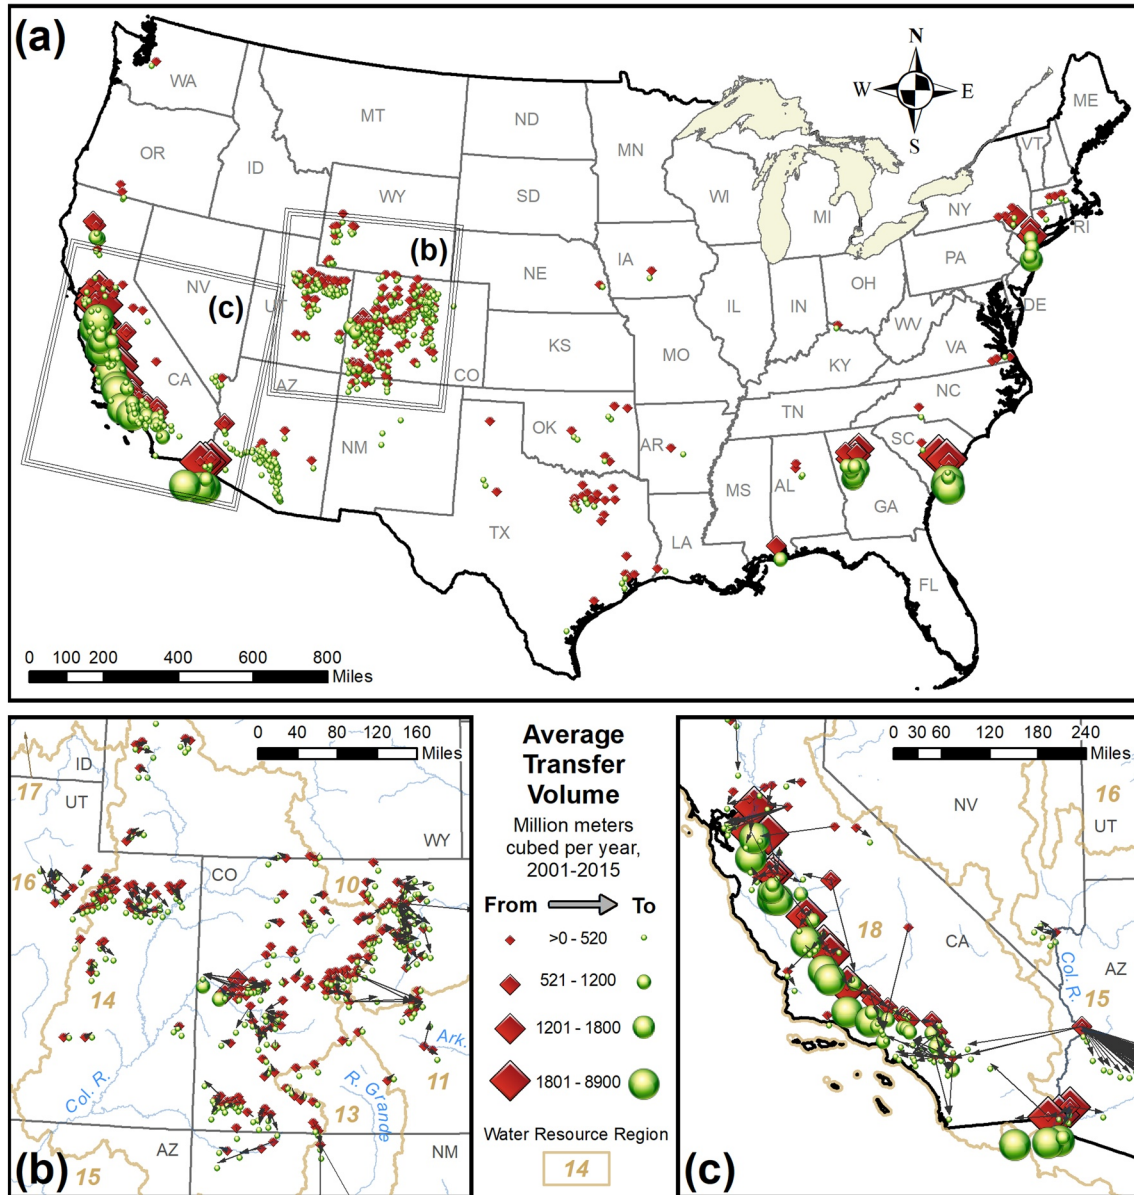 (a)
N
W
E
S
WA
MT
ND
MN
ME
VT
OR
ID
WY
SD
WI
MI
NY
RI
(b)
NV
UT
(c)
NE
IA
IL
IN
OH
PA
DE
WV
VA
CA
AZ
CO
KS
MO
KY
NC
NM
OK
AR
TN
SC
TX
LA
MS
AL
GA
FL
0 100 200 400 600 800
Miles
0 40 80 120 160
Miles
ID
17
UT
WY
16
CO
10
14
Col. R.
Ark.
11
R. Grande
13
AZ
NM
15
(b)
Average
Transfer
Volume
Million meters
cubed per year,
2001-2015
From To
>0 - 520
521 - 1200
1201 - 1800
1801 - 8900
Water Resource Region
14
0 30 60 120 180 240
Miles
NV
16
UT
18
CA
AZ
Col. R.
15
(c)